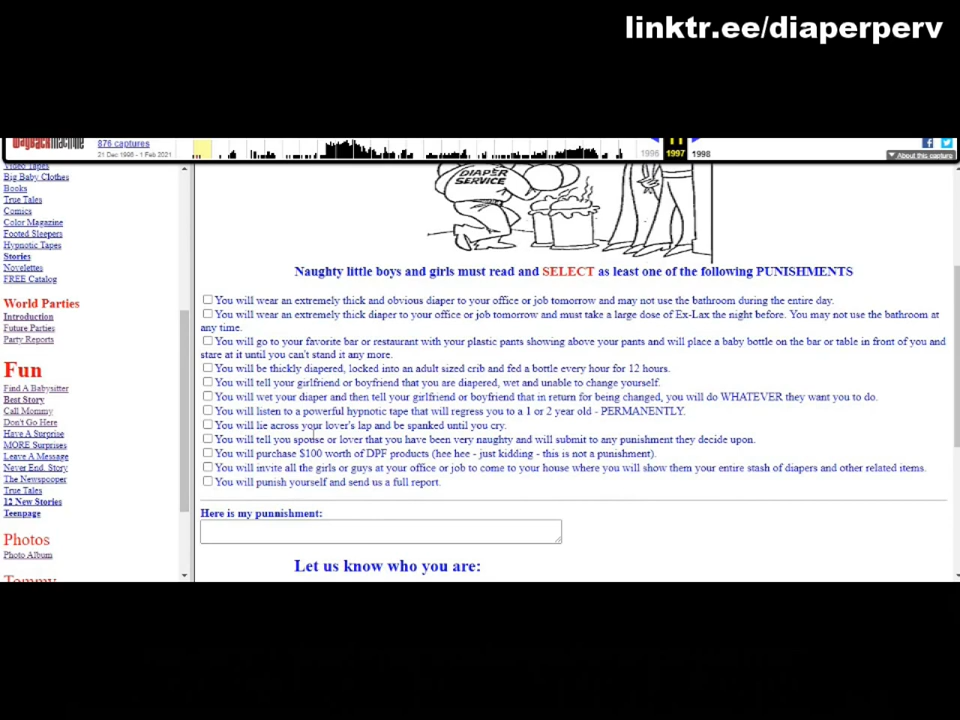 linktr.ee/diaperperv
WayBackMachine
876 captures
21 Dec 1996 - 1 Feb 2021
11
1996 1997 1998
About this capture
Video Tapes
Big Baby Clothes
Books
True Tales
Comics
Color Magazine
Footed Sleepers
Hypnotic Tapes
Stories
Novelettes
FREE Catalog
World Parties
Introduction
Future Parties
Party Reports
Fun
Find A Babysitter
Best Story
Call Mommy
Don't Go Here
Have A Surprise
MORE Surprises
Leave A Message
Never End. Story
The Newspooper
True Tales
12 New Stories
Teenpage
Photos
Photo Album
Tommy
DIAPER
SERVICE
Naughty little boys and girls must read and SELECT as least one of the following PUNISHMENTS
You will wear an extremely thick and obvious diaper to your office or job tomorrow and may not use the bathroom during the entire day.
You will wear an extremely thick diaper to your office or job tomorrow and must take a large dose of Ex-Lax the night before. You may not use the bathroom at
any time.
You will go to your favorite bar or restaurant with your plastic pants showing above your pants and will place a baby bottle on the bar or table in front of you and
stare at it until you can't stand it any more.
You will be thickly diapered, locked into an adult sized crib and fed a bottle every hour for 12 hours.
You will tell your girlfriend or boyfriend that you are diapered, wet and unable to change yourself.
You will wet your diaper and then tell your girlfriend or boyfriend that in return for being changed, you will do WHATEVER they want you to do.
You will listen to a powerful hypnotic tape that will regress you to a 1 or 2 year old - PERMANENTLY.
You will lie across your lover's lap and be spanked until you cry.
You will tell you spouse or lover that you have been very naughty and will submit to any punishment they decide upon.
You will purchase $100 worth of DPF products (hee hee - just kidding - this is not a punishment).
You will invite all the girls or guys at your office or job to come to your house where you will show them your entire stash of diapers and other related items.
You will punish yourself and send us a full report.
Here is my punnishment:
Let us know who you are: